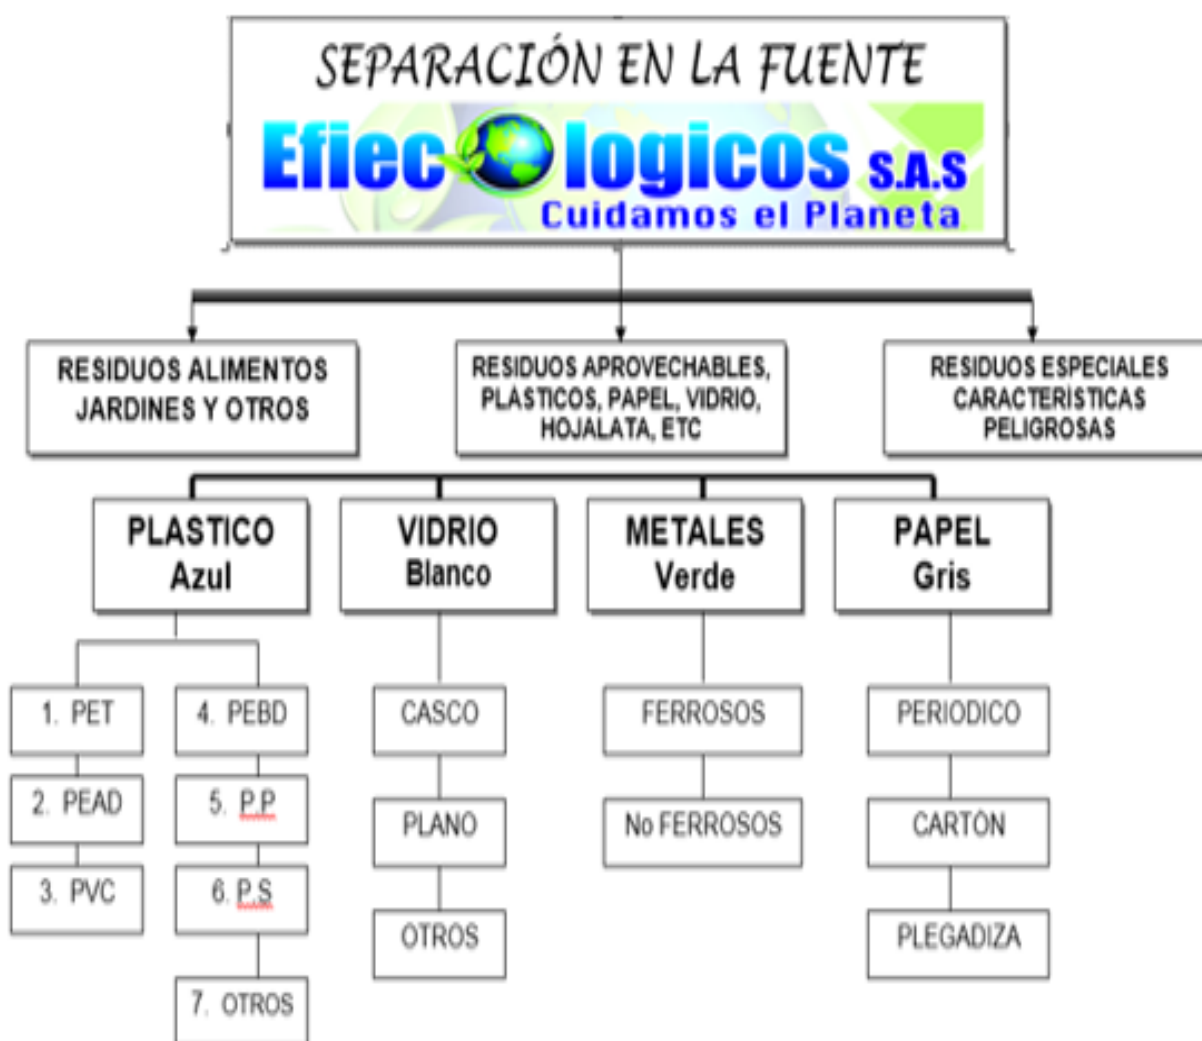 SEPARACIÓN EN LA FUENTE
Efiecologicos S.A.S
Cuidamos el Planeta
RESIDUOS ALIMENTOS
JARDINES Y OTROS
RESIDUOS APROVECHABLES,
PLÁSTICOS, PAPEL, VIDRIO,
HOJALATA, ETC
RESIDUOS ESPECIALES
CARACTERÍSTICAS
PELIGROSAS
PLASTICO
Azul
VIDRIO
Blanco
METALES
Verde
PAPEL
Gris
1. PET
2. PEAD
3. PVC
4. PEBD
5. P.P
6. P.S
7. OTROS
CASCO
PLANO
OTROS
FERROSOS
No FERROSOS
PERIODICO
CARTÓN
PLEGADIZA